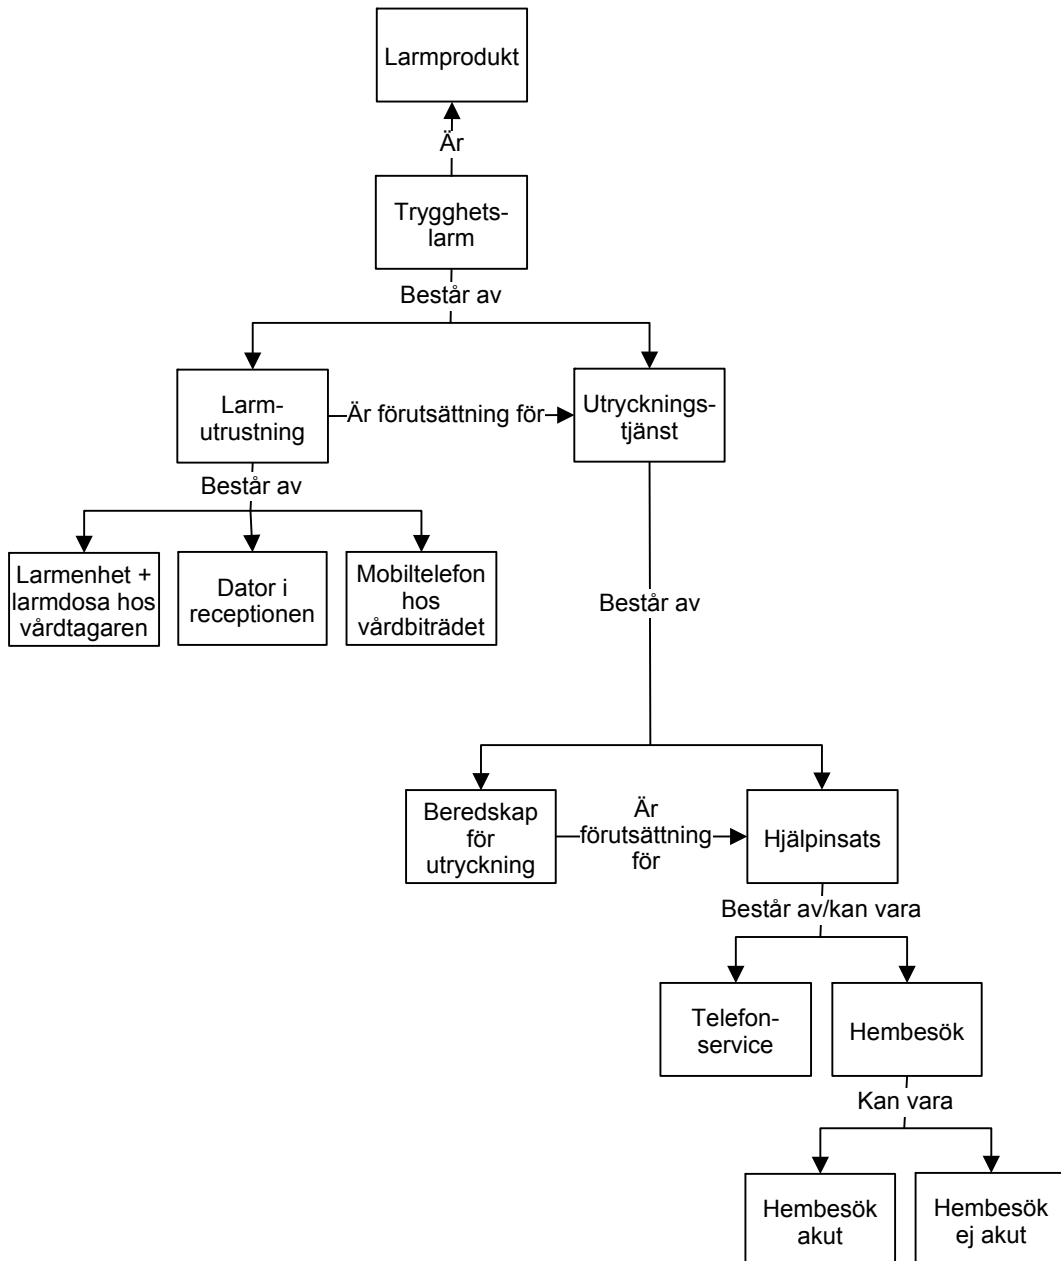 Larmprodukt
Är
Trygghets-
larm
Består av
Larm-
utrustning
Är förutsättning för
Utrycknings-
tjänst
Består av
Larmenhet +
larmdosa hos
vårdtagaren
Dator i
receptionen
Mobiltelefon
hos
vårdbiträdet
Består av
Beredskap
för
utryckning
Är
förutsättning
för
Hjälpinsats
Består av/kan vara
Telefon-
service
Hembesök
Kan vara
Hembesök
akut
Hembesök
ej akut